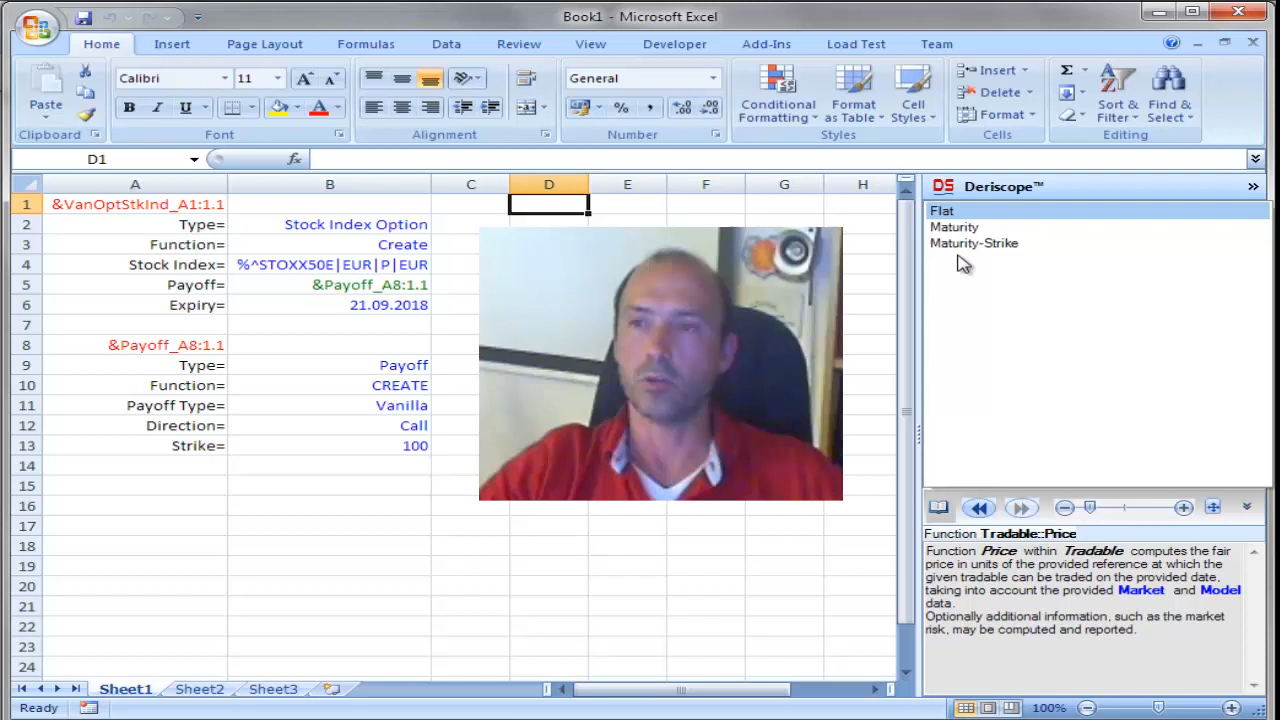 Book1 - Microsoft Excel
Home Insert Page Layout Formulas Data Review View Developer Add-Ins Load Test Team
Calibri 11 General Insert
Paste Conditional Formatting Format as Table Cell Styles Delete Sort & Filter Find & Select
B I U A % , Format
Clipboard Font Alignment Number Styles Cells Editing
D1 fx
A B C D E F G H
1 &VanOptStkInd_A1:1.1
2 Type= Stock Index Option
3 Function= Create
4 Stock Index= %^STOXX50E|EUR|P|EUR
5 Payoff= &Payoff_A8:1.1
6 Expiry= 21.09.2018
7
8 &Payoff_A8:1.1
9 Type= Payoff
10 Function= CREATE
11 Payoff Type= Vanilla
12 Direction= Call
13 Strike= 100
14
15
16
17
18
19
20
21
22
23
24
DS Deriscope™
Flat
Maturity
Maturity-Strike
Function Tradable::Price
Function Price within Tradable computes the fair
price in units of the provided reference at which the
given tradable can be traded on the provided date,
taking into account the provided Market and Model
data.
Optionally additional information, such as the market
risk, may be computed and reported.
Sheet1 Sheet2 Sheet3
Ready 100%